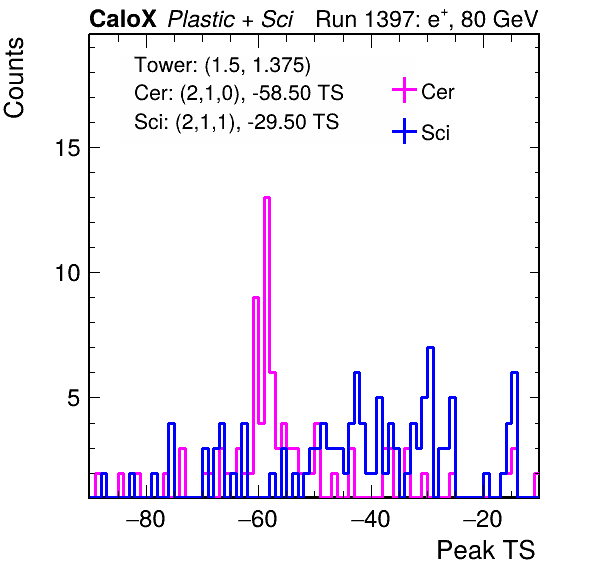 CaloX Plastic + Sci Run 1397: e+, 80 GeV
Counts
Tower: (1.5, 1.375)
Cer: (2,1,0), -58.50 TS
Sci: (2,1,1), -29.50 TS
Cer
Sci
15
10
5
−80 −60 −40 −20
Peak TS